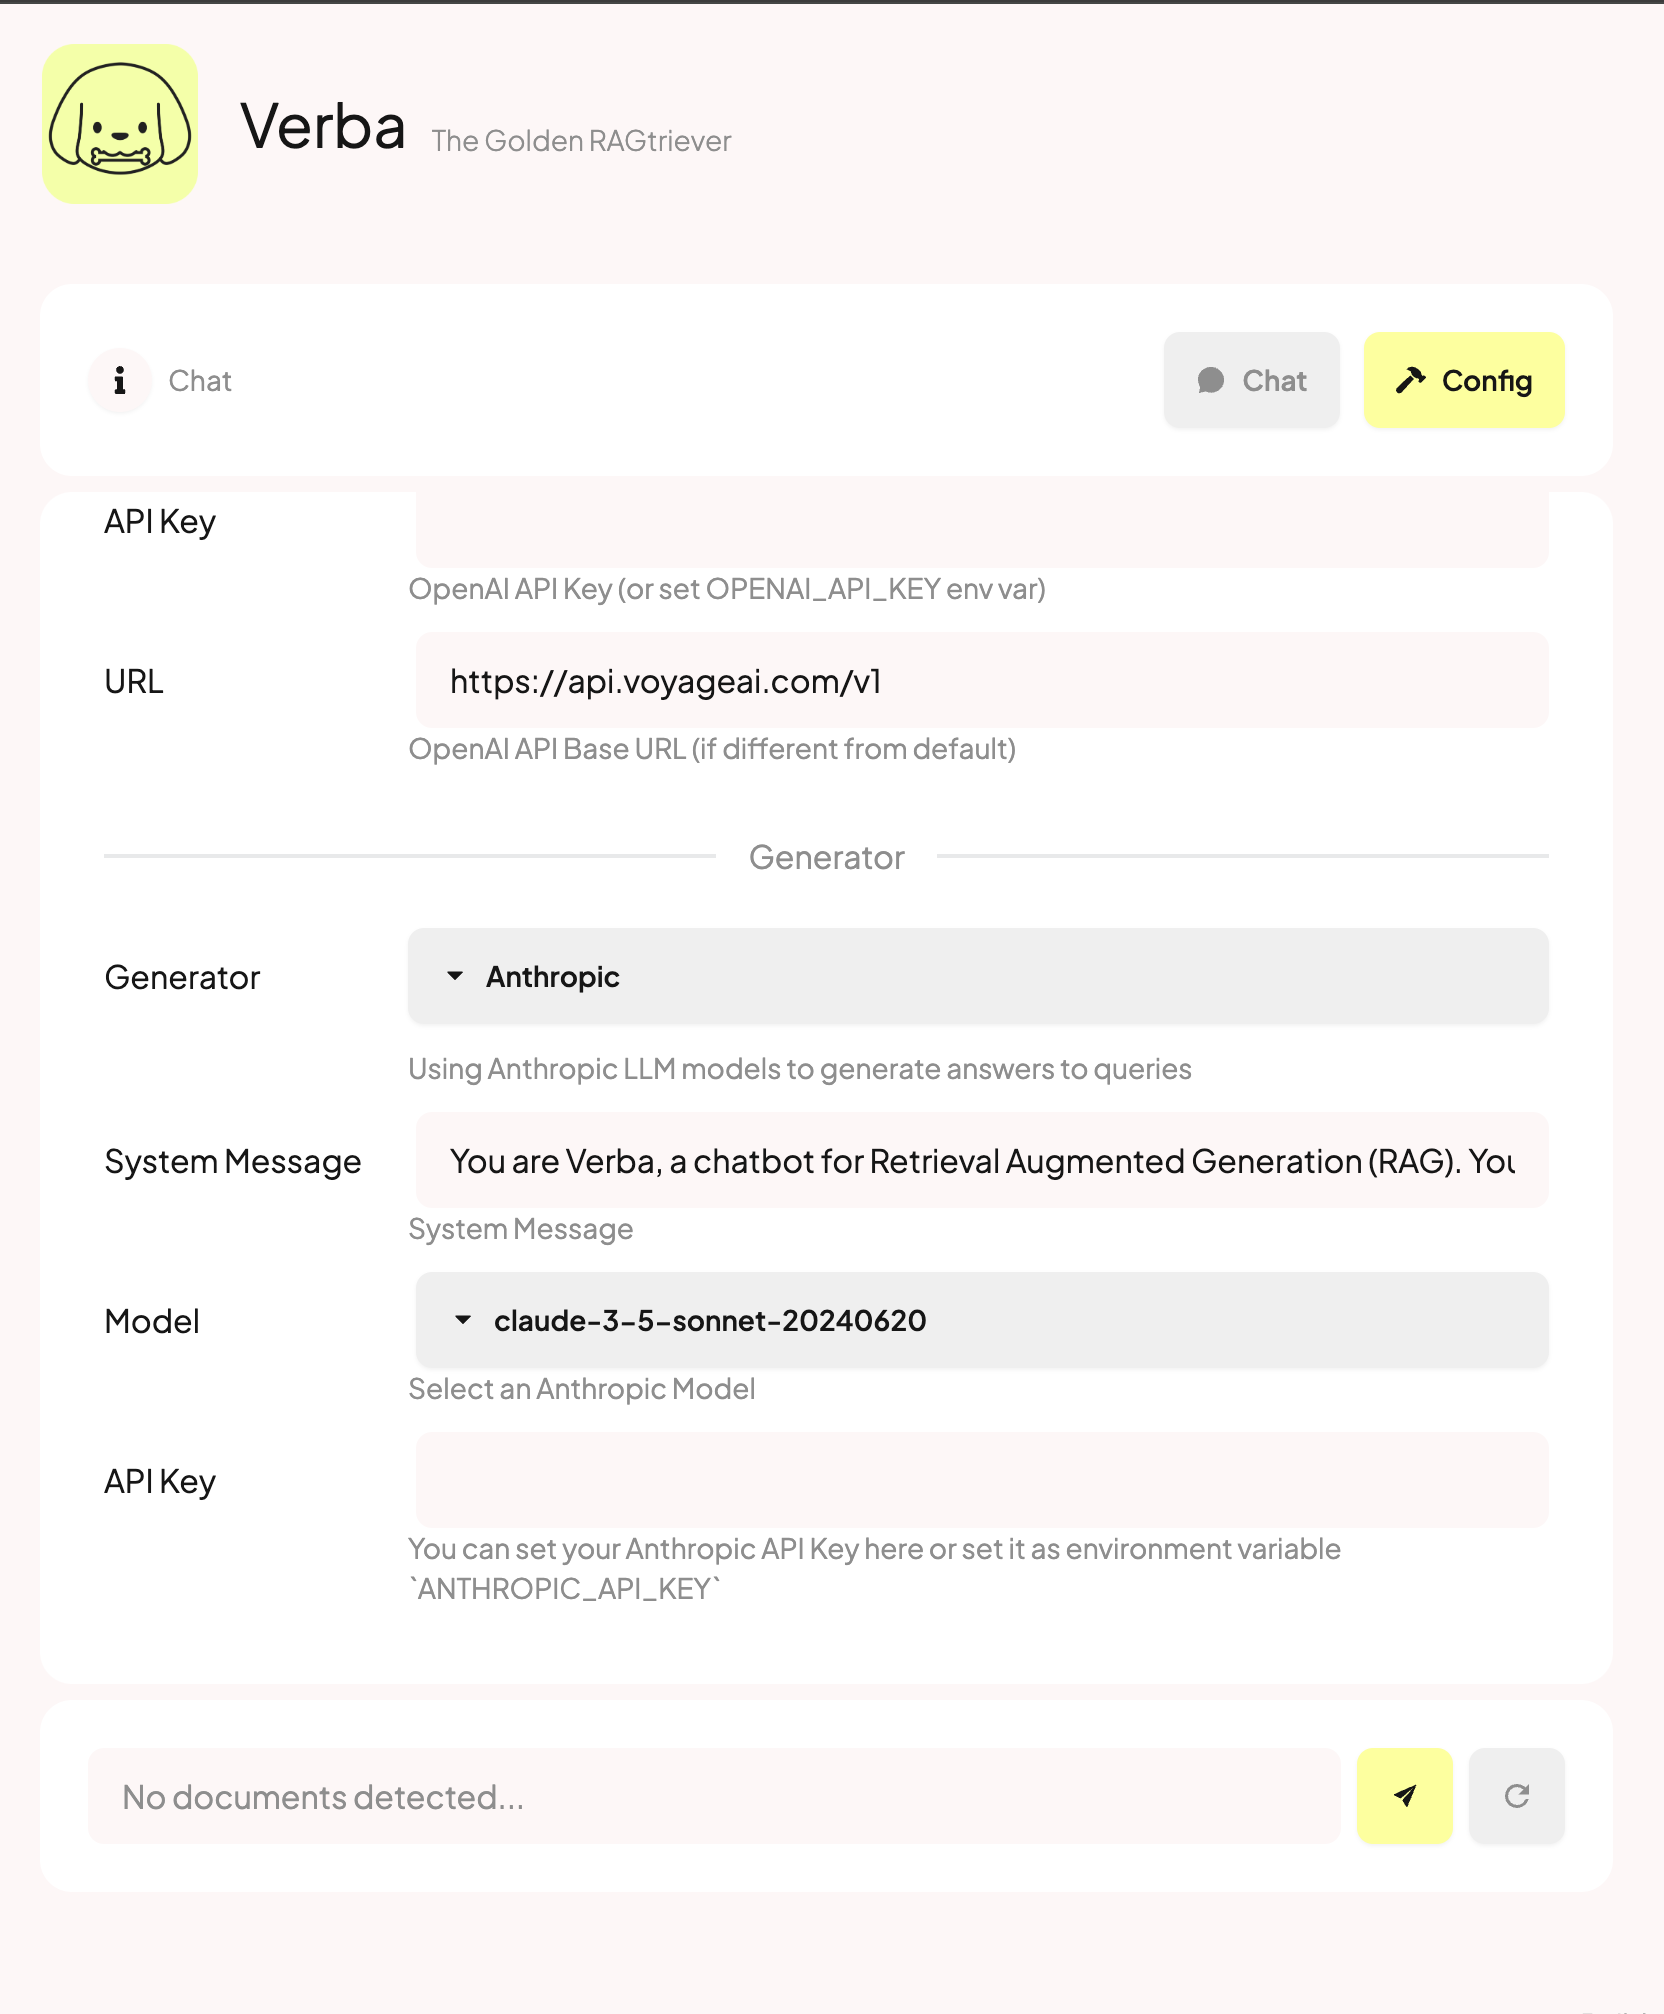 Verba
The Golden RAGtriever
Chat
Chat
Config
API Key
OpenAI API Key (or set OPENAI_API_KEY env var)
URL
https://api.voyageai.com/v1
OpenAI API Base URL (if different from default)
Generator
Generator
Anthropic
Using Anthropic LLM models to generate answers to queries
System Message
You are Verba, a chatbot for Retrieval Augmented Generation (RAG). You
System Message
Model
claude-3-5-sonnet-20240620
Select an Anthropic Model
API Key
You can set your Anthropic API Key here or set it as environment variable
`ANTHROPIC_API_KEY`
No documents detected...